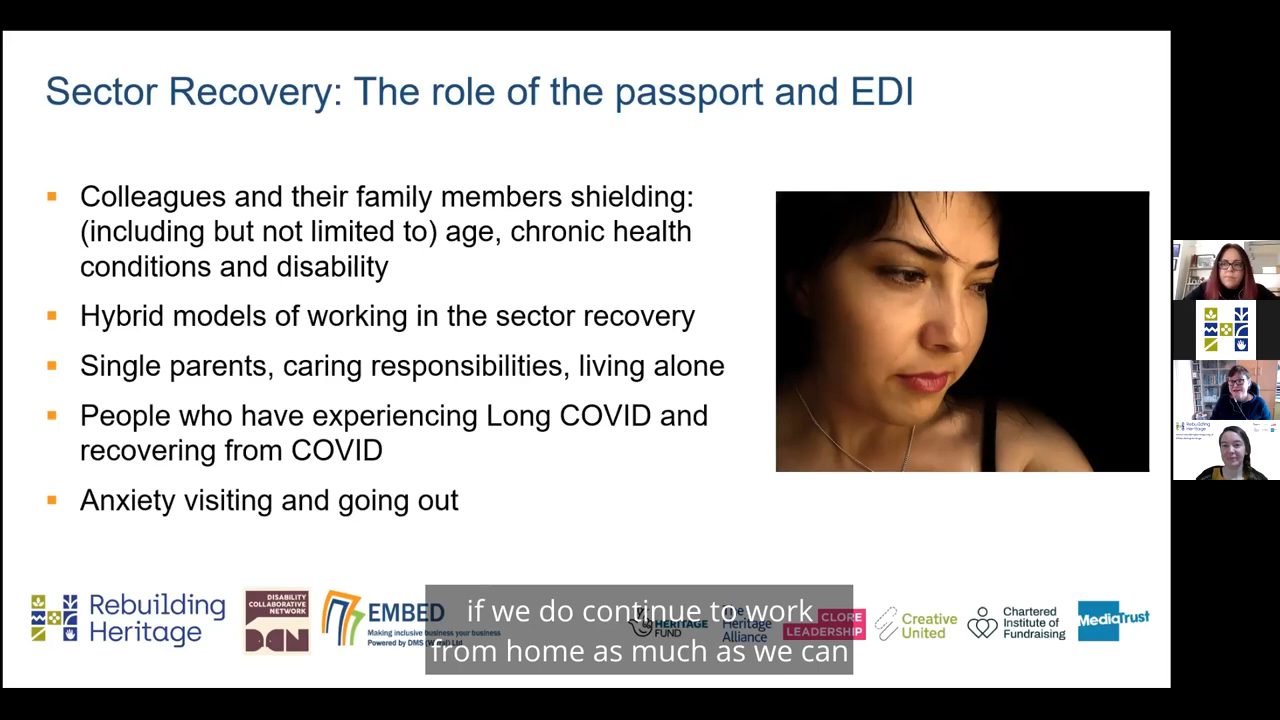 Sector Recovery: The role of the passport and EDI
Colleagues and their family members shielding:
(including but not limited to) age, chronic health
conditions and disability
Hybrid models of working in the sector recovery
Single parents, caring responsibilities, living alone
People who have experiencing Long COVID and
recovering from COVID
Anxiety visiting and going out
Rebuilding
Heritage
DISABILITY
COLLABORATIVE
NETWORK
DCN
EMBED
Making inclusive business your business
Powered by DMS
Ltd
HERITAGE
FUND
The
Heritage
Alliance
CLORE
LEADERSHIP
Creative
United
Chartered
Institute of
Fundraising
MediaTrust
if we do continue to work
from home as much as we can
Rebuilding
Heritage